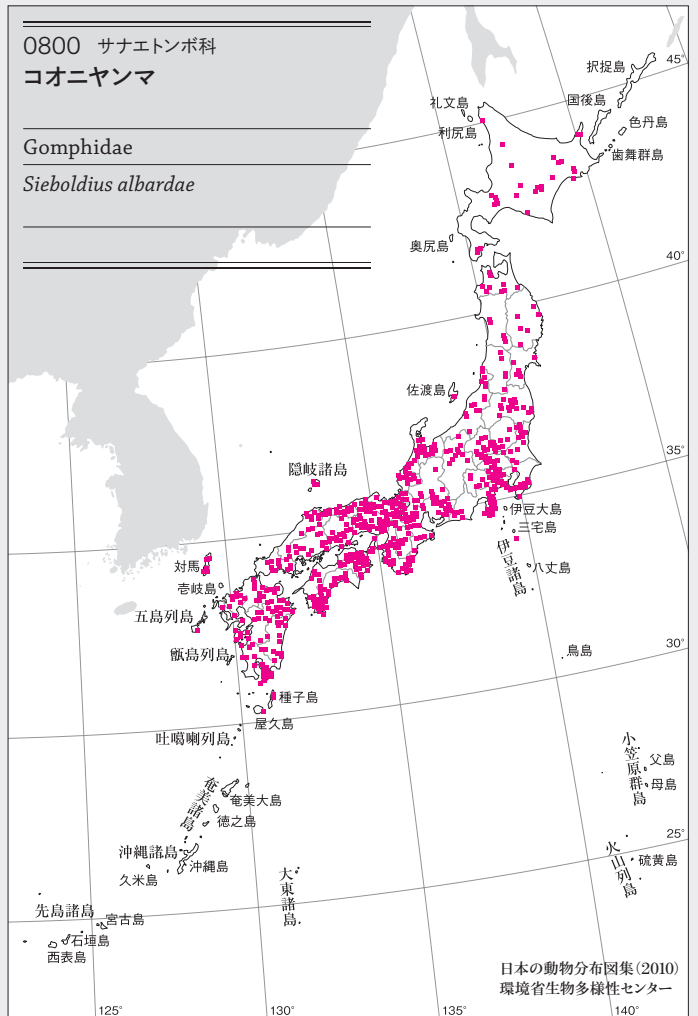 0800 サナエトンボ科
コオニヤンマ
Gomphidae
Sieboldius albardae
45°
択捉島
国後島
礼文島
色丹島
利尻島
歯舞群島
奥尻島
40°
佐渡島
35°
隠岐諸島
伊豆大島
三宅島
伊豆諸島
対馬
八丈島
壱岐島
五島列島
甑島列島
鳥島
30°
種子島
屋久島
吐噶喇列島
小笠原群島
父島
母島
奄美諸島
奄美大島
徳之島
25°
沖縄諸島
沖縄島
久米島
火山列島
硫黄島
大東諸島
先島諸島
宮古島
石垣島
西表島
日本の動物分布図集(2010)
環境省生物多様性センター
125°
130°
135°
140°